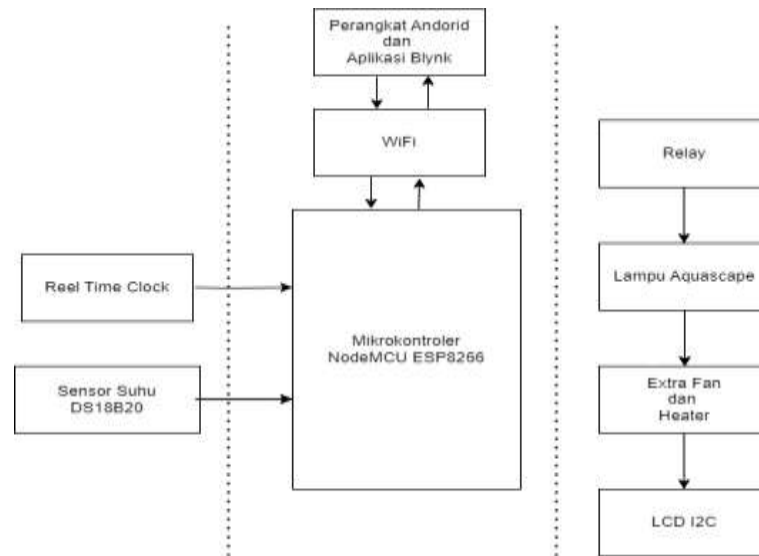 Perangkat Andorid
dan
Aplikasi Blynk
WiFi
Reel Time Clock
Sensor Suhu
DS18B20
Mikrokontroler
NodeMCU ESP8266
Relay
Lampu Aquascape
Extra Fan
dan
Heater
LCD I2C